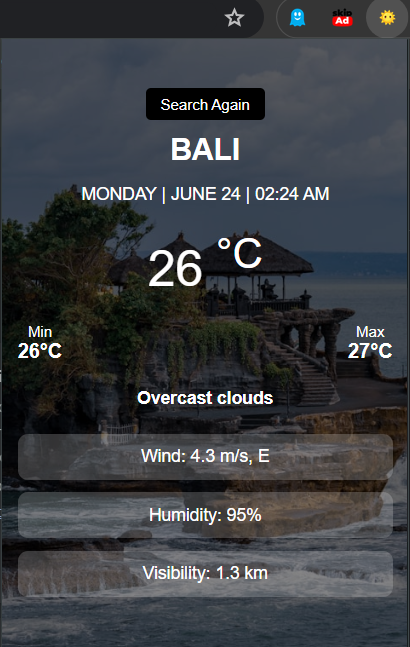 skip
Ad
Search Again
BALI
MONDAY | JUNE 24 | 02:24 AM
26 °C
Min
26°C
Max
27°C
Overcast clouds
Wind: 4.3 m/s, E
Humidity: 95%
Visibility: 1.3 km